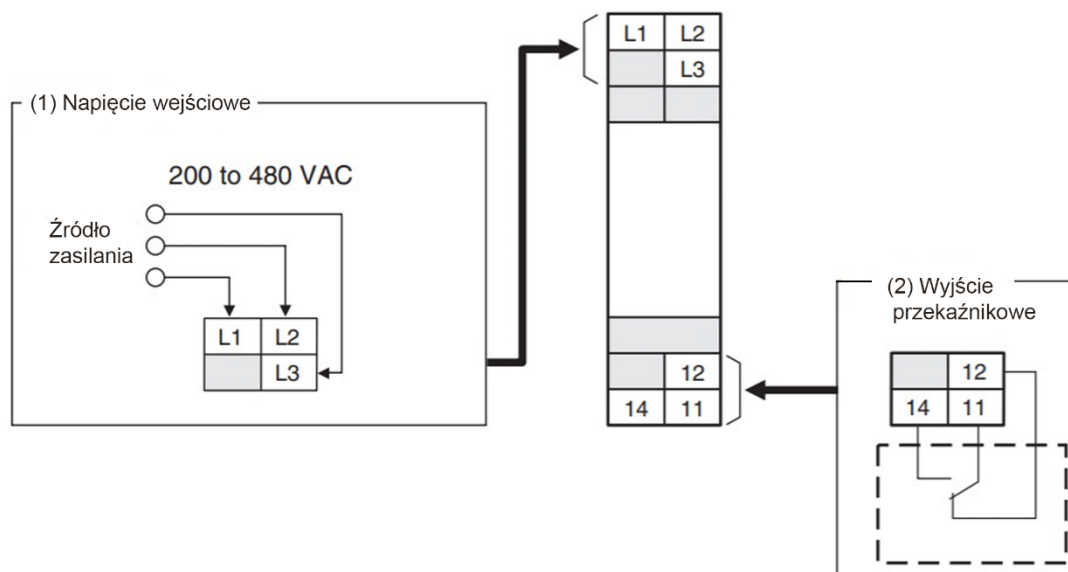 (1) Napięcie wejściowe
200 to 480 VAC
Źródło
zasilania
L1 L2
L3
L1 L2
L3
12
14 11
(2) Wyjście
przekaźnikowe
12
14 11